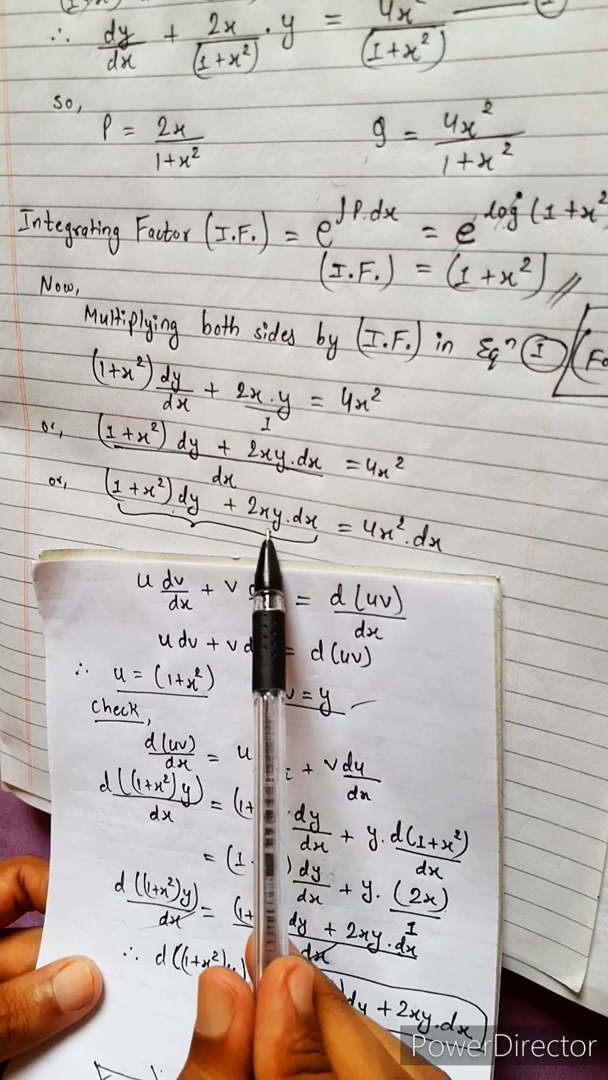 ∴ dy/dx + 2x/(1+x²) · y = 4x²/(1+x²)
so,
P = 2x/1+x² Q = 4x²/1+x²
Integrating Factor (I.F.) = e^∫P.dx = e^log(1+x²
(I.F.) = (1+x²) //
Now,
Multiplying both sides by (I.F.) in Eqⁿ I
(1+x²) dy/dx + 2x.y/1 = 4x²
or, (1+x²) dy + 2xy.dx/dx = 4x²
or, (1+x²) dy + 2xy.dx = 4x².dx
u dv/dx + v = d(uv)/dx
u dv + v = d(uv)
∴ u = (1+x²) v = y
Check,
d(uv)/dx = u + v du/dx
d((1+x²)y)/dx = dy/dx + y. d(1+x²)/dx
= dy/dx + y. (2x)/1
d((1+x²)y)/dx = dy + 2xy.dx/dx
∴ d((1+x²) dy + 2xy.dx
PowerDirector